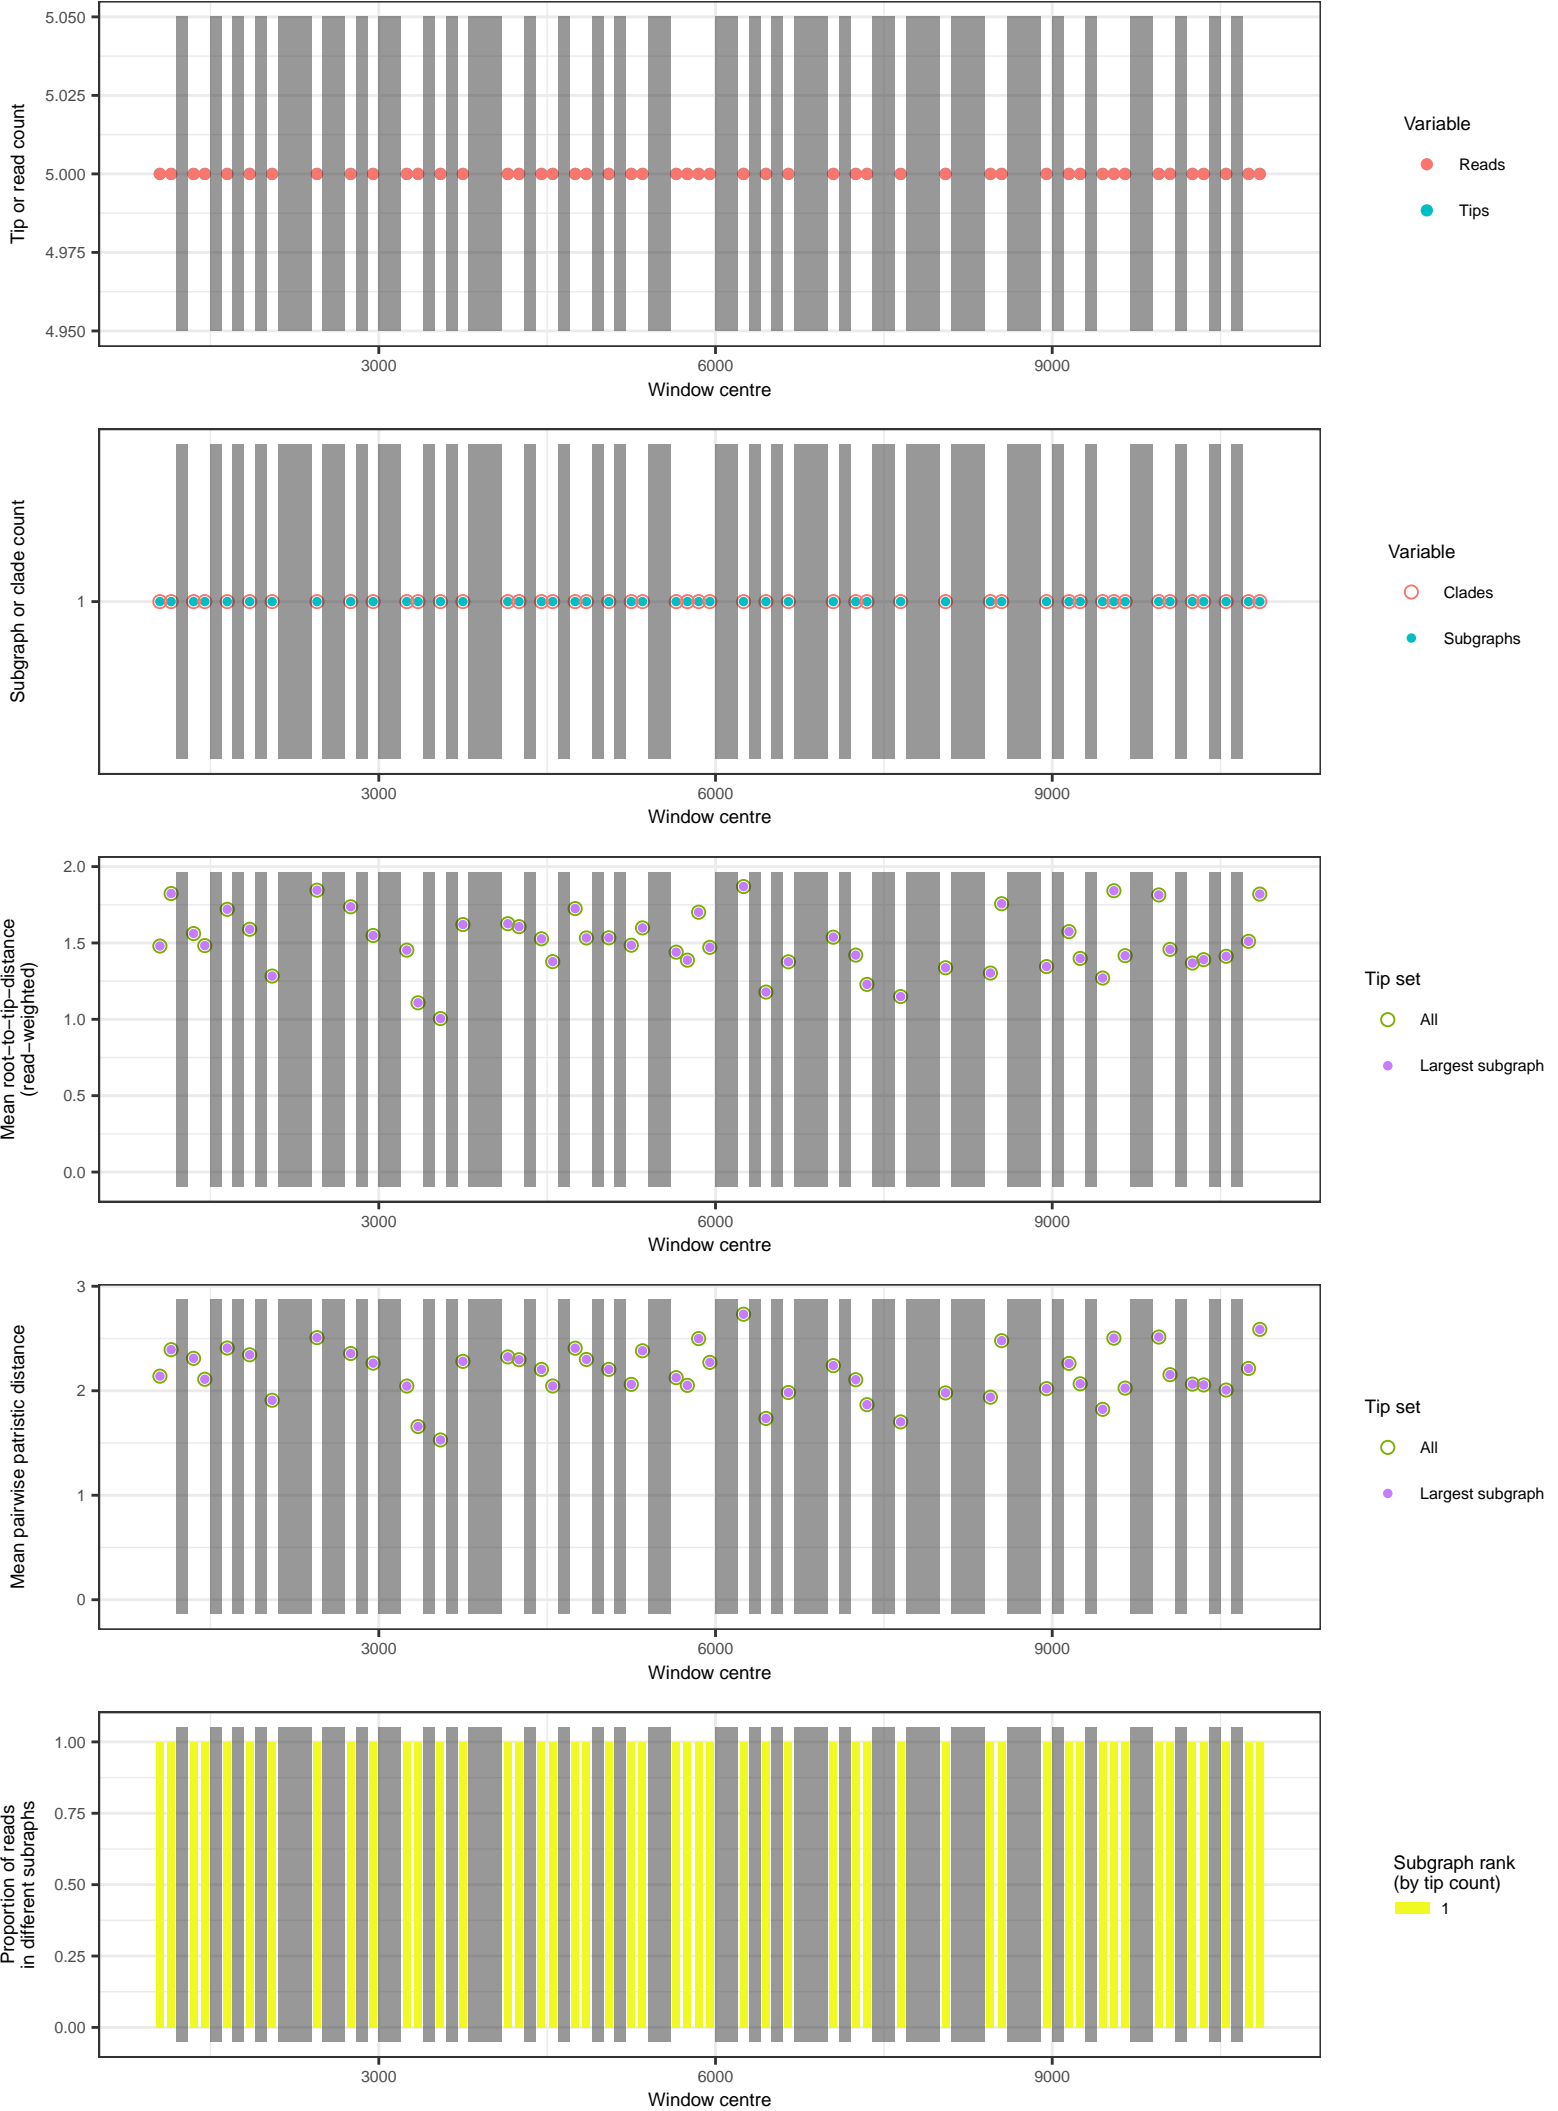 5.050
5.025
5.000
4.975
4.950
Tip or read count
3000 6000 9000
Window centre
Variable
Reads
Tips
Subgraph or clade count
1
3000 6000 9000
Window centre
Variable
Clades
Subgraphs
Mean root−to−tip−distance
(read−weighted)
2.0
1.5
1.0
0.5
0.0
3000 6000 9000
Window centre
Tip set
All
Largest subgraph
Mean pairwise patristic distance
3
2
1
0
3000 6000 9000
Window centre
Tip set
All
Largest subgraph
Proportion of reads
in different subraphs
1.00
0.75
0.50
0.25
0.00
3000 6000 9000
Window centre
Subgraph rank
(by tip count)
1